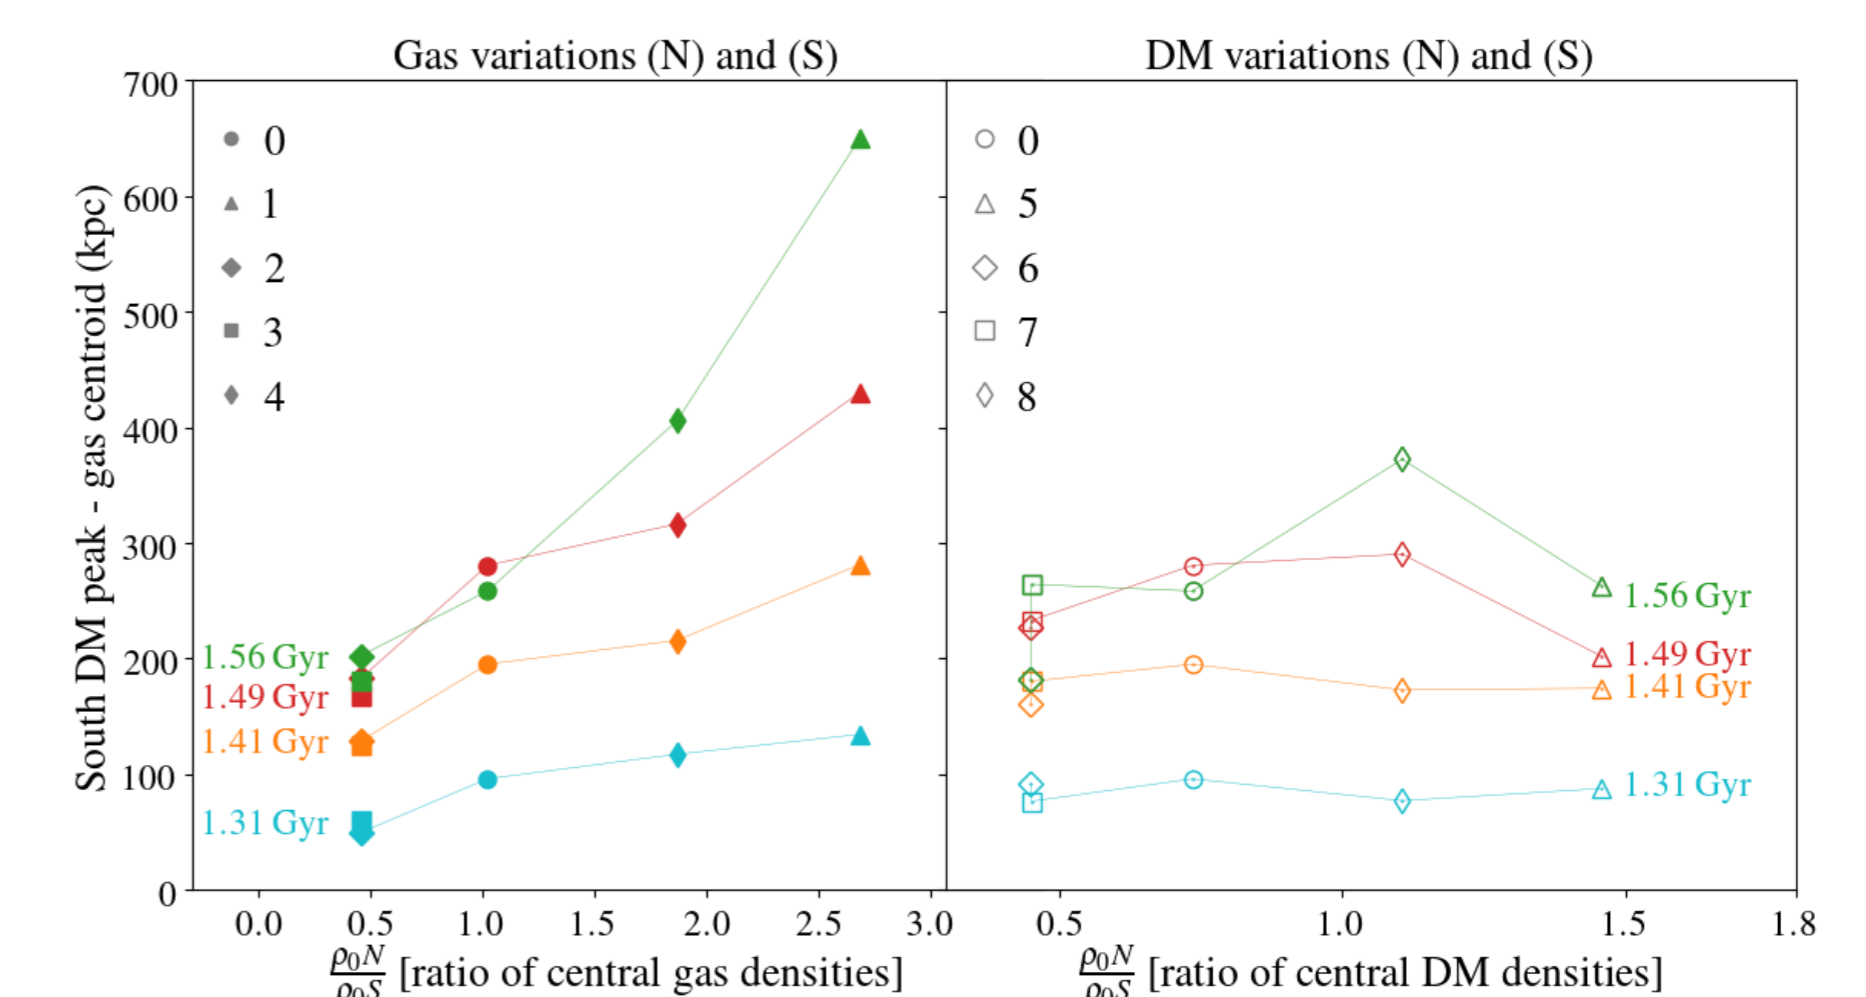 Gas variations (N) and (S)
DM variations (N) and (S)
South DM peak - gas centroid (kpc)
700
600
500
400
300
200
100
0
0
1
2
3
4
1.56 Gyr
1.49 Gyr
1.41 Gyr
1.31 Gyr
0.0 0.5 1.0 1.5 2.0 2.5 3.0
ρ₀N/ρ₀S [ratio of central gas densities]
0
5
6
7
8
1.56 Gyr
1.49 Gyr
1.41 Gyr
1.31 Gyr
0.5 1.0 1.5 1.8
ρ₀N/ρ₀S [ratio of central DM densities]